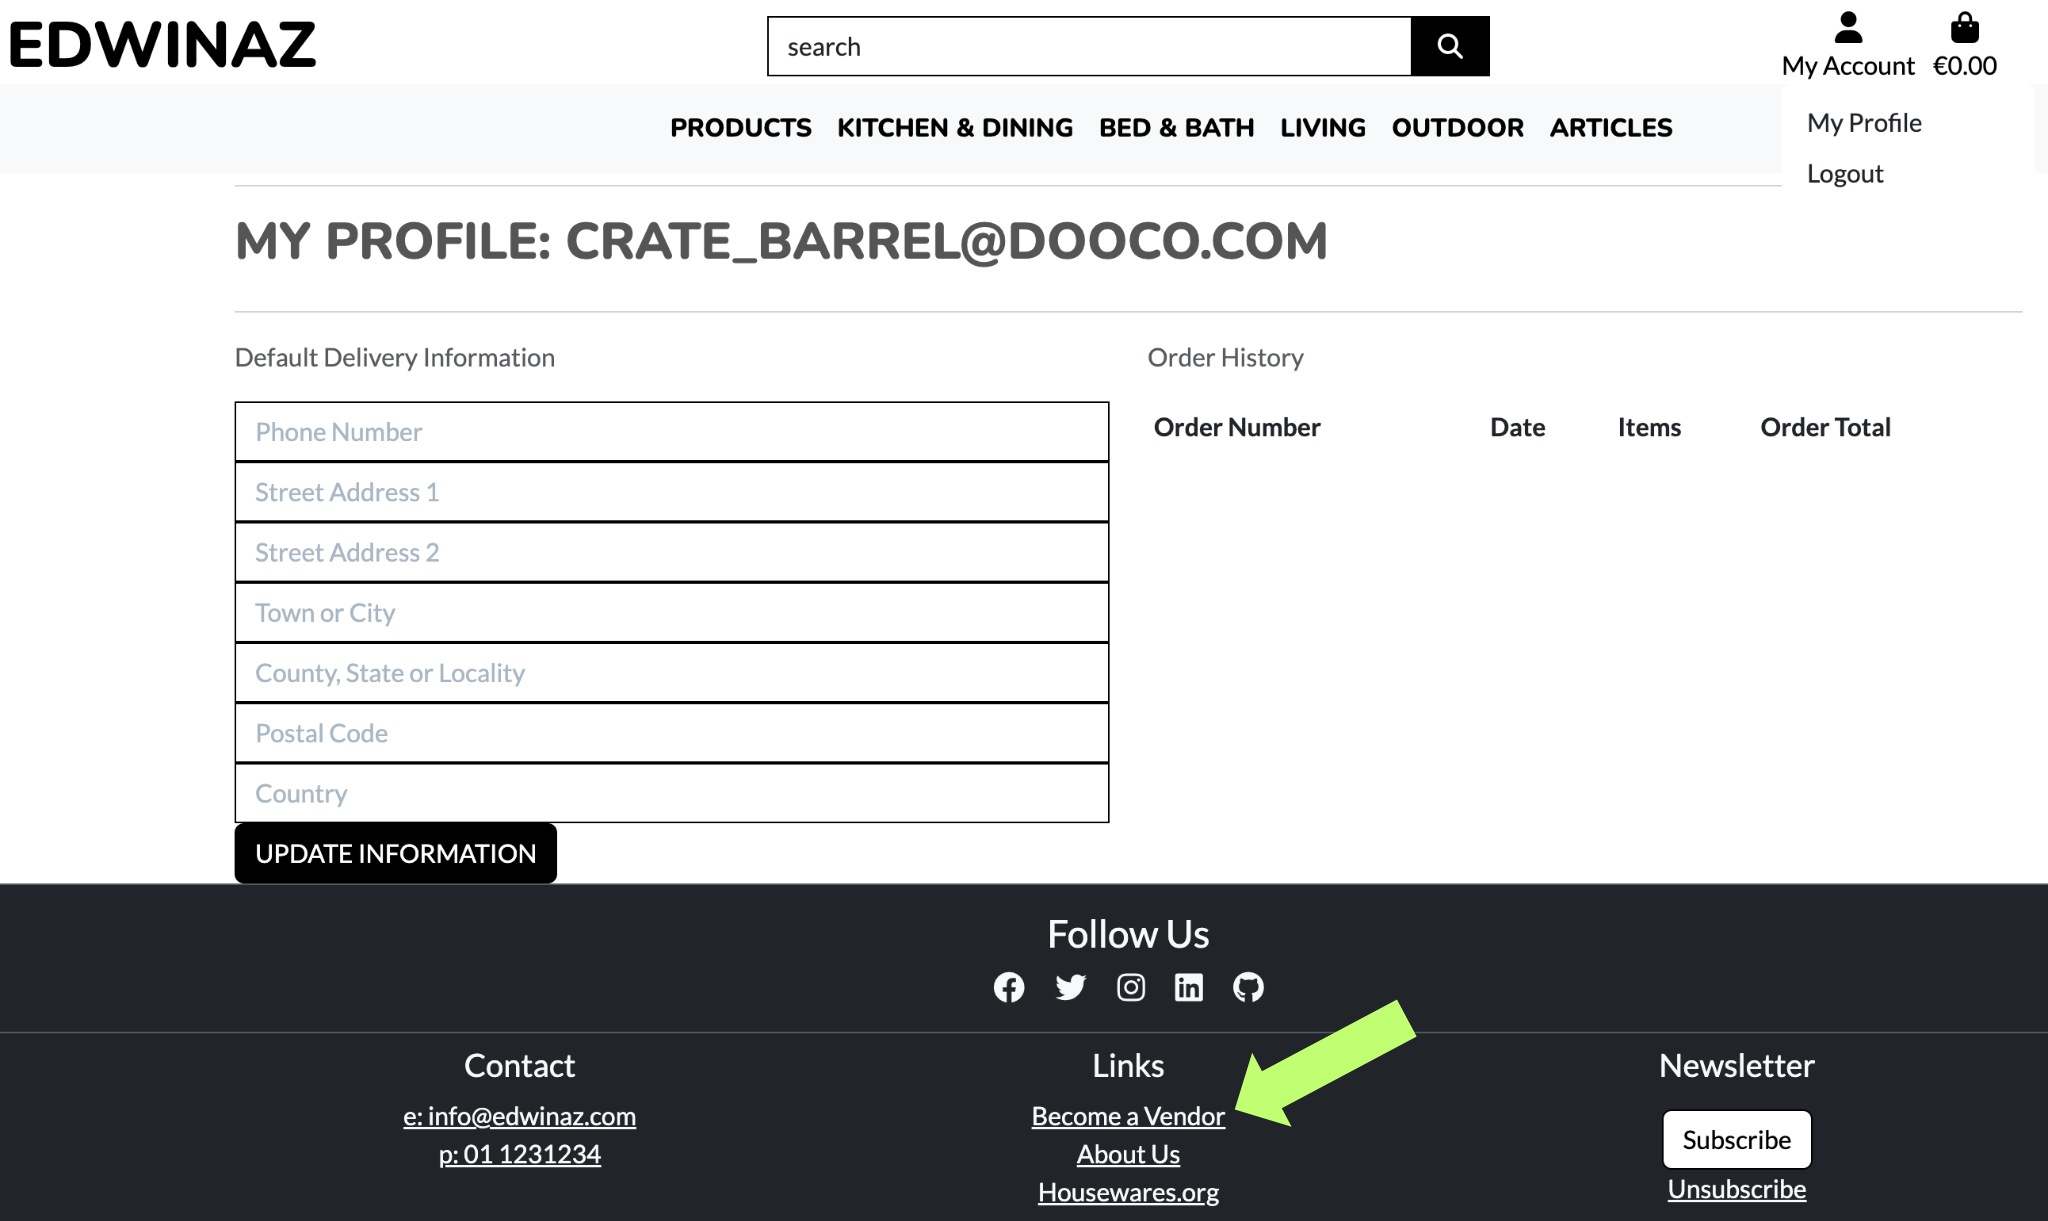 EDWINAZ
search
My Account €0.00
My Profile
Logout
PRODUCTS KITCHEN & DINING BED & BATH LIVING OUTDOOR ARTICLES
MY PROFILE: CRATE_BARREL@DOOCO.COM
Default Delivery Information
Phone Number
Street Address 1
Street Address 2
Town or City
County, State or Locality
Postal Code
Country
UPDATE INFORMATION
Order History
Order Number Date Items Order Total
Follow Us
Contact
e: info@edwinaz.com
p: 01 1231234
Links
Become a Vendor
About Us
Housewares.org
Newsletter
Subscribe
Unsubscribe